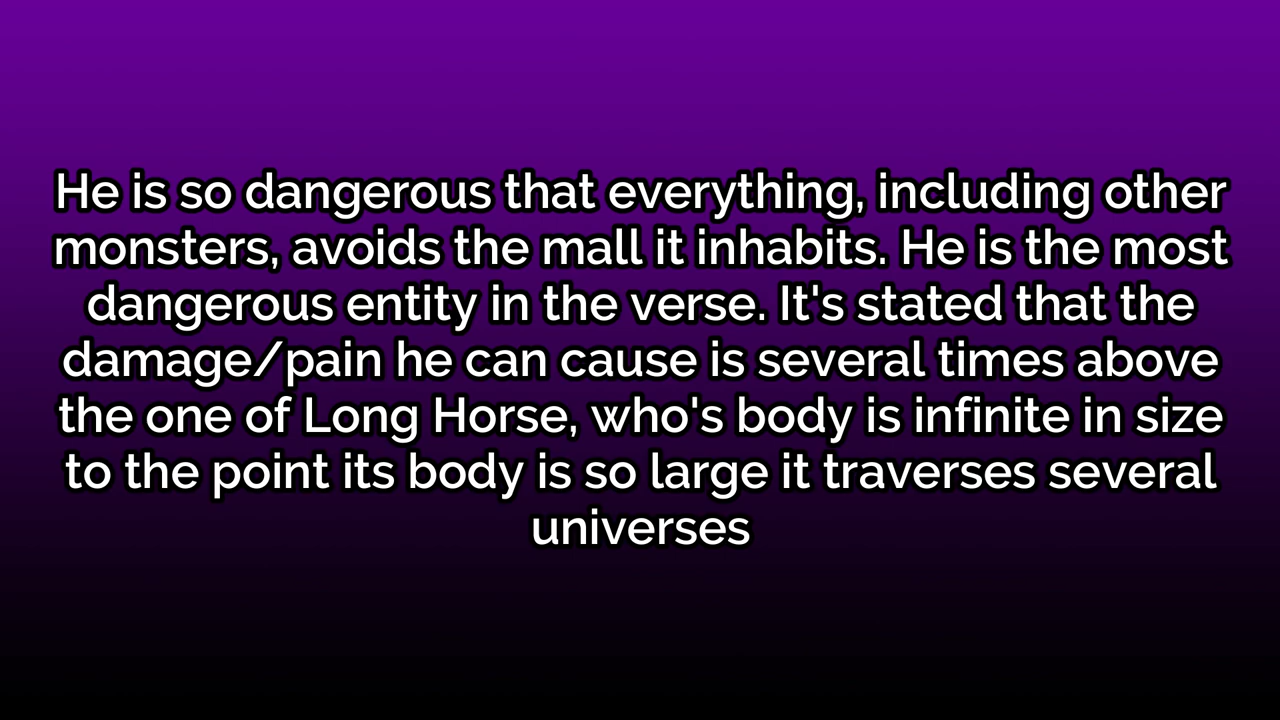 He is so dangerous that everything, including other
monsters, avoids the mall it inhabits. He is the most
dangerous entity in the verse. It's stated that the
damage/pain he can cause is several times above
the one of Long Horse, who's body is infinite in size
to the point its body is so large it traverses several
universes